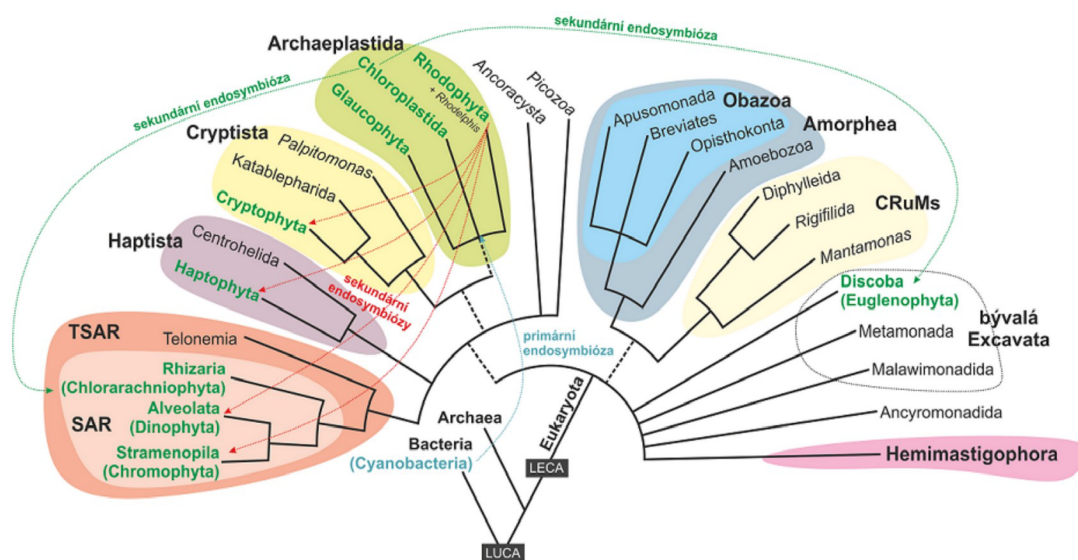 sekundární endosymbióza
sekundární endosymbióza
Archaeplastida
Rhodophyta
+ Rhodelphis
Chloroplastida
Glaucophyta
Ancoracysta
Picozoa
Cryptista
Palpitomonas
Katablepharida
Cryptophyta
Haptista
Centrohelida
Haptophyta
sekundární
endosymbiózy
TSAR
Telonemia
Rhizaria
(Chlorarachniophyta)
SAR
Alveolata
(Dinophyta)
Stramenopila
(Chromophyta)
Apusomonada
Breviates
Opisthokonta
Obazoa
Amorphea
Amoebozoa
Diphylleida
Rigifilida
CRuMs
Mantamonas
Discoba
(Euglenophyta)
bývalá
Excavata
Metamonada
Malawimonadida
Ancyromonadida
Hemimastigophora
primární
endosymbióza
Archaea
Bacteria
(Cyanobacteria)
Eukaryota
LECA
LUCA